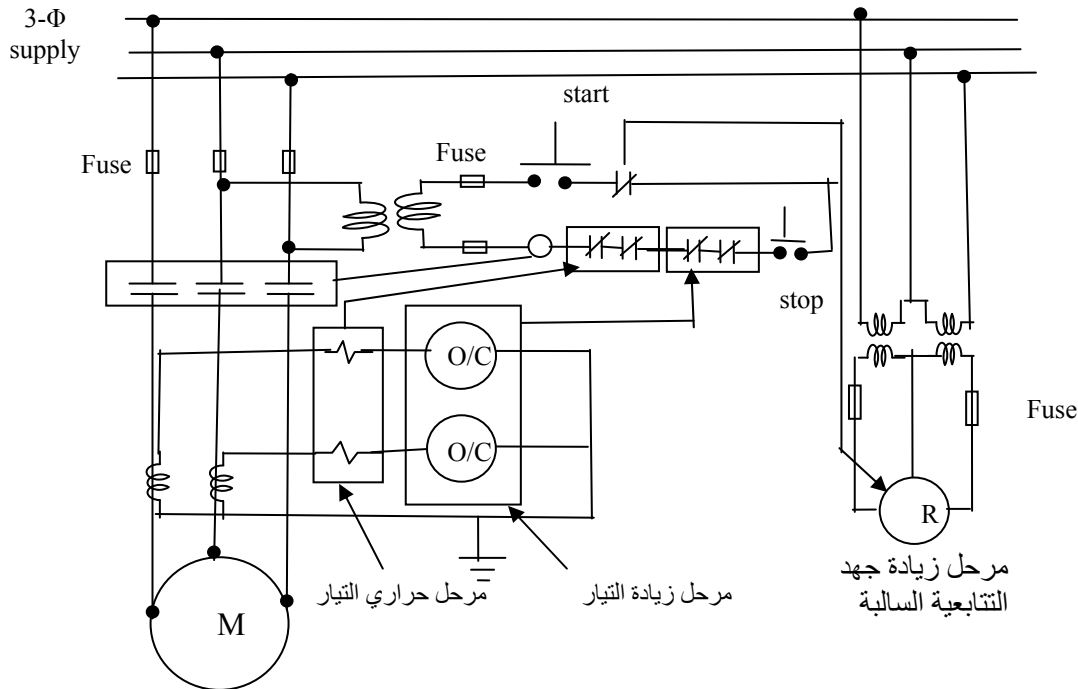 3-Φ
supply
start
Fuse
Fuse
stop
O/C
O/C
Fuse
R
M
مرحل حراري التيار
مرحل زيادة التيار
مرحل زيادة جهد
التتابعية السالبة